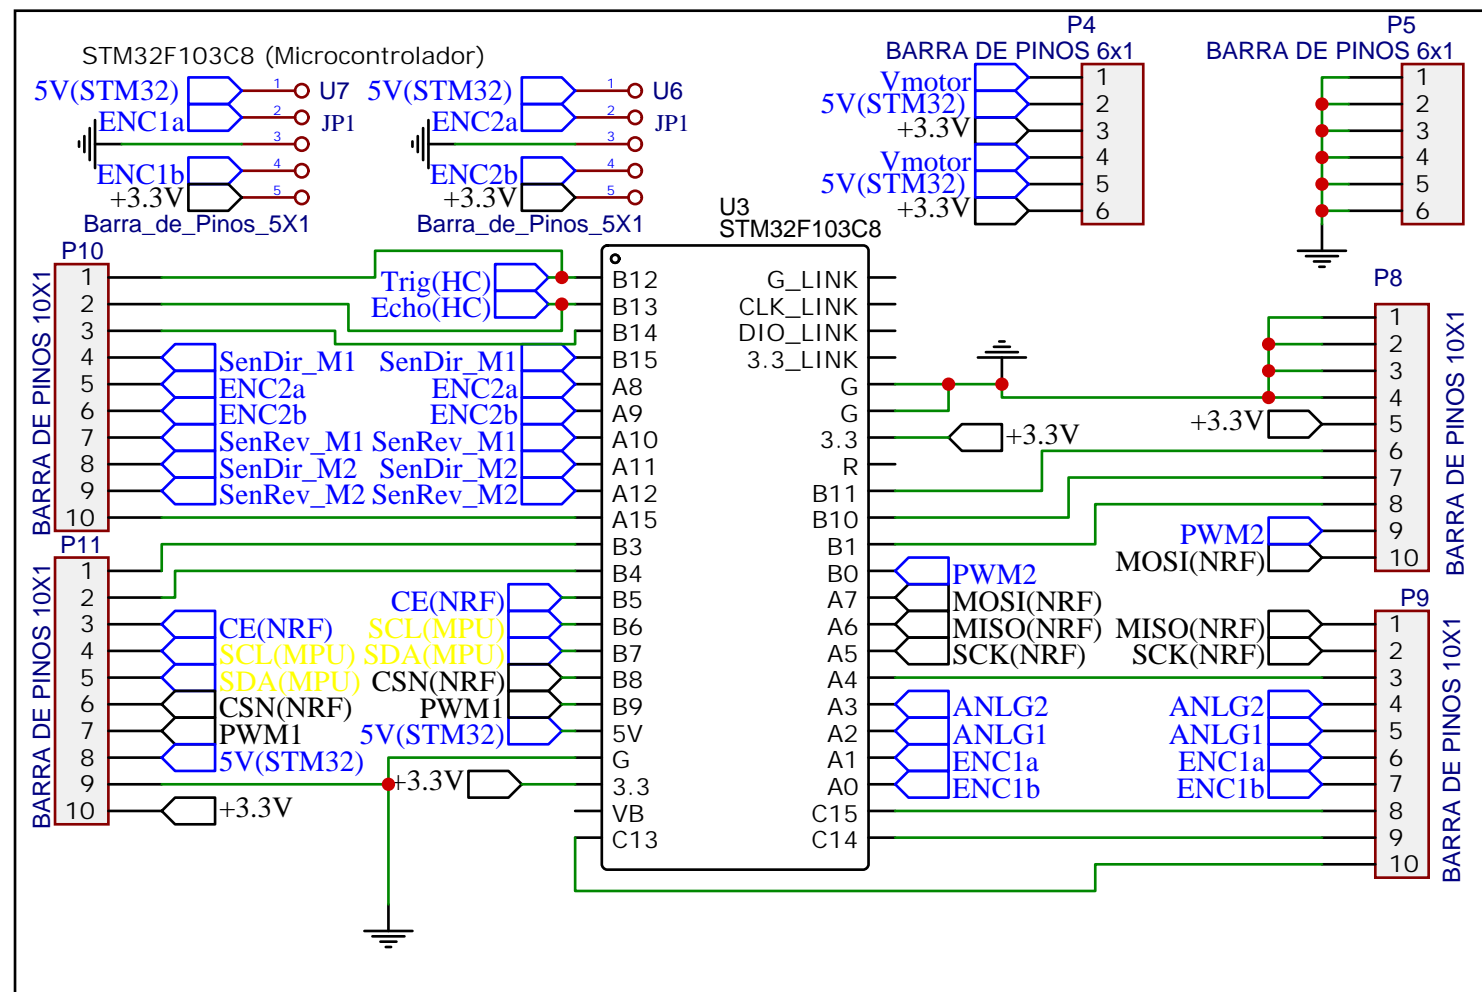 STM32F103C8 (Microcontrolador)
5V(STM32) 1 U7
ENC1a 2 JP1
3
ENC1b 4
+3.3V 5
Barra_de_Pinos_5X1
5V(STM32) 1 U6
ENC2a 2 JP1
3
ENC2b 4
+3.3V 5
Barra_de_Pinos_5X1
P4
BARRA DE PINOS 6x1
Vmotor 1
5V(STM32) 2
+3.3V 3
Vmotor 4
5V(STM32) 5
+3.3V 6
P5
BARRA DE PINOS 6x1
1
2
3
4
5
6
P10
BARRA DE PINOS 10X1
1
2
3
4 SenDir_M1
5 ENC2a
6 ENC2b
7 SenRev_M1
8 SenDir_M2
9 SenRev_M2
10
P11
BARRA DE PINOS 10X1
1
2
3 CE(NRF)
4 SCL(MPU)
5 SDA(MPU)
6 CSN(NRF)
7 PWM1
8 5V(STM32)
9
10 +3.3V
U3
STM32F103C8
Trig(HC) B12
Echo(HC) B13
B14
SenDir_M1 B15
ENC2a A8
ENC2b A9
SenRev_M1 A10
SenDir_M2 A11
SenRev_M2 A12
A15
B3
B4
CE(NRF) B5
SCL(MPU) B6
SDA(MPU) B7
CSN(NRF) B8
PWM1 B9
5V(STM32) 5V
G
+3.3V 3.3
VB
C13
G_LINK
CLK_LINK
DIO_LINK
3.3_LINK
G
G
3.3 +3.3V
R
B11
B10
B1
B0 PWM2
A7 MOSI(NRF)
A6 MISO(NRF)
A5 SCK(NRF)
A4
A3 ANLG2
A2 ANLG1
A1 ENC1a
A0 ENC1b
C15
C14
P8
BARRA DE PINOS 10X1
1
2
3
4
+3.3V 5
6
7
8
PWM2 9
MOSI(NRF) 10
P9
BARRA DE PINOS 10X1
MISO(NRF) 1
SCK(NRF) 2
3
ANLG2 4
ANLG1 5
ENC1a 6
ENC1b 7
8
9
10